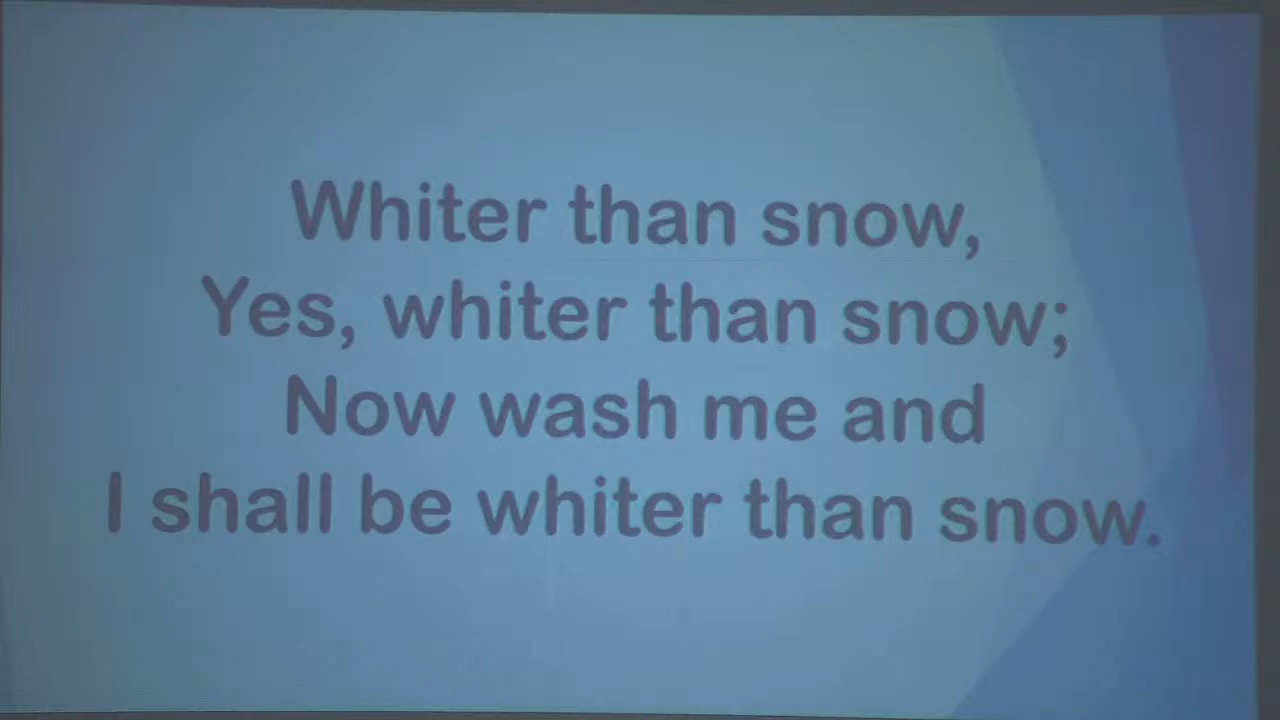 Whiter than snow,
Yes, whiter than snow;
Now wash me and
I shall be whiter than snow.